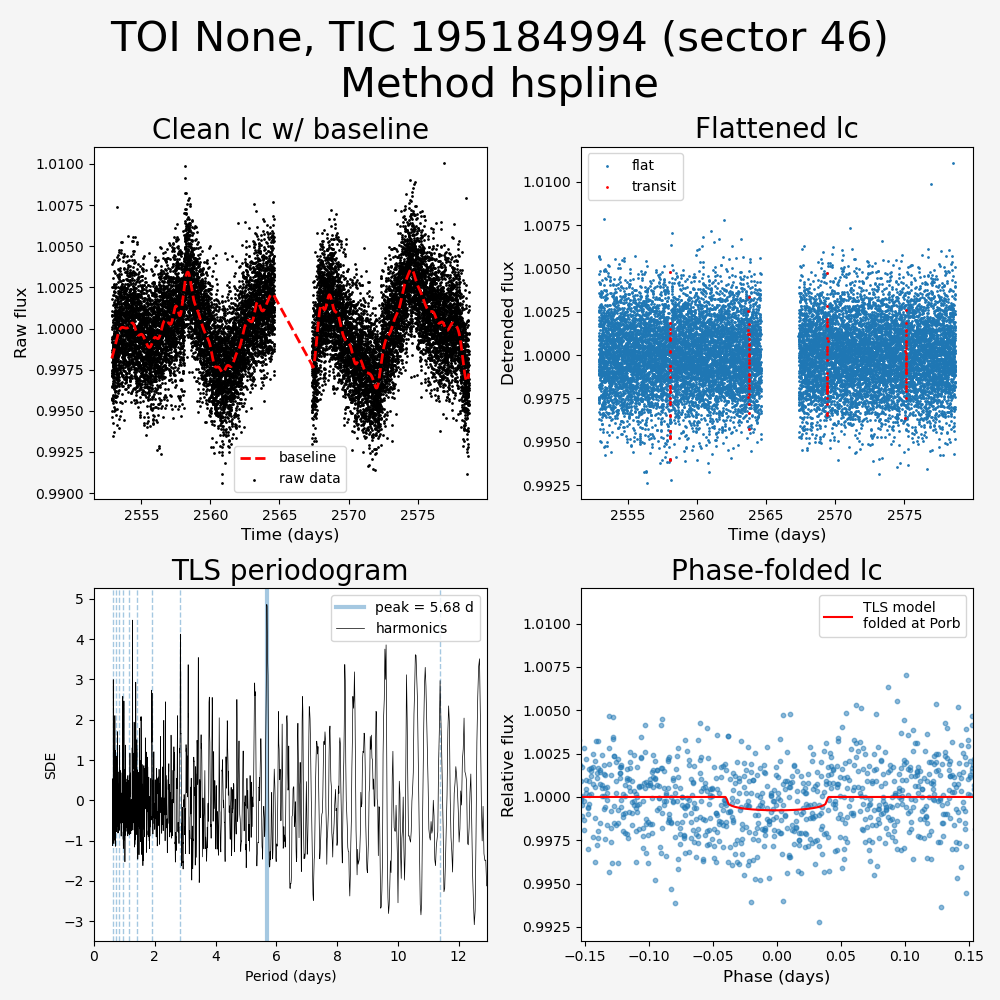 TOI None, TIC 195184994 (sector 46)
Method hspline
Clean lc w/ baseline
Raw flux
1.0100
1.0075
1.0050
1.0025
1.0000
0.9975
0.9950
0.9925
0.9900
baseline
raw data
2555 2560 2565 2570 2575
Time (days)
Flattened lc
Detrended flux
1.0100
1.0075
1.0050
1.0025
1.0000
0.9975
0.9950
0.9925
flat
transit
2555 2560 2565 2570 2575
Time (days)
TLS periodogram
SDE
5
4
3
2
1
0
−1
−2
−3
peak = 5.68 d
harmonics
0 2 4 6 8 10 12
Period (days)
Phase-folded lc
Relative flux
1.0100
1.0075
1.0050
1.0025
1.0000
0.9975
0.9950
0.9925
TLS model
folded at Porb
−0.15 −0.10 −0.05 0.00 0.05 0.10 0.15
Phase (days)